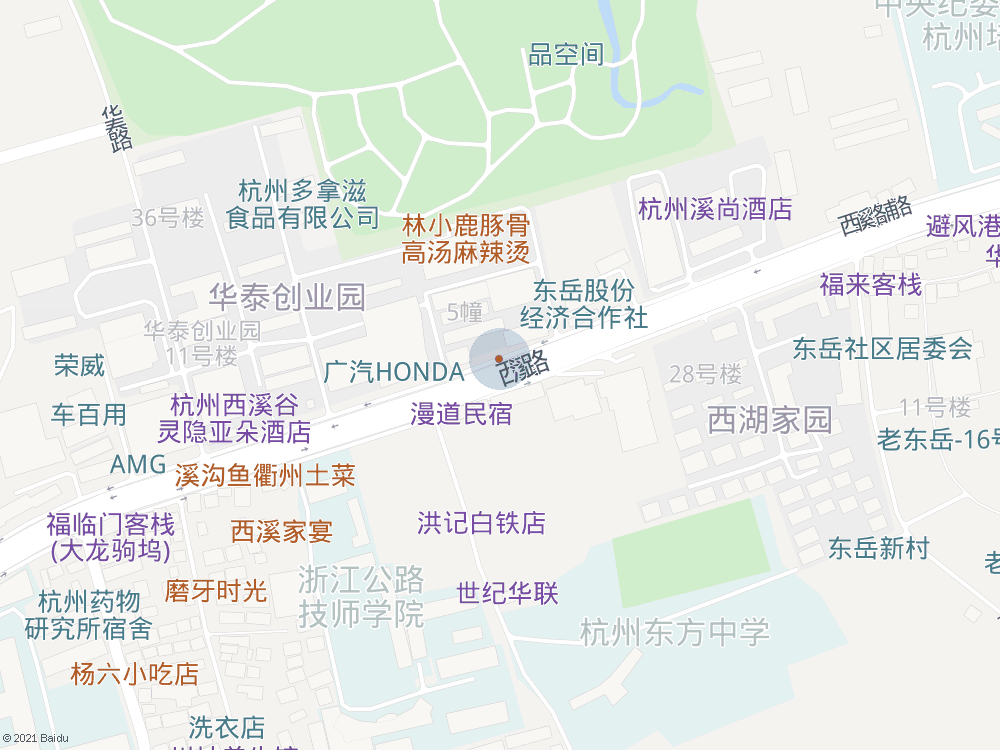 中央纪委
杭州培
品空间
华泰路
杭州多拿滋
食品有限公司
36号楼
林小鹿豚骨
高汤麻辣烫
杭州溪尚酒店
西溪路辅路
避风港
华
福来客栈
东岳股份
经济合作社
华泰创业园
5幢
华泰创业园
11号楼
荣威
广汽HONDA
西溪路
28号楼
东岳社区居委会
车百用
杭州西溪谷
灵隐亚朵酒店
漫道民宿
西湖家园
11号楼
老东岳-16号
AMG
溪沟鱼衢州土菜
福临门客栈
(大龙驹坞)
西溪家宴
洪记白铁店
东岳新村
浙江公路
技师学院
磨牙时光
世纪华联
杭州药物
研究所宿舍
杭州东方中学
杨六小吃店
洗衣店
© 2021 Baidu